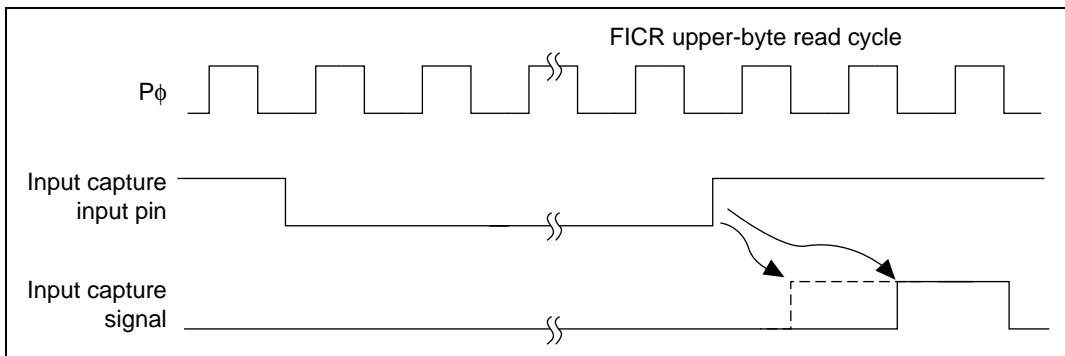 FICR upper-byte read cycle
Pϕ
Input capture
input pin
Input capture
signal